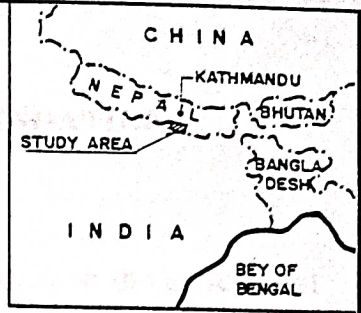 CHINA
NEPAL
KATHMANDU
BHUTAN
STUDY AREA
BANGLA
DESH
INDIA
BEY OF
BENGAL